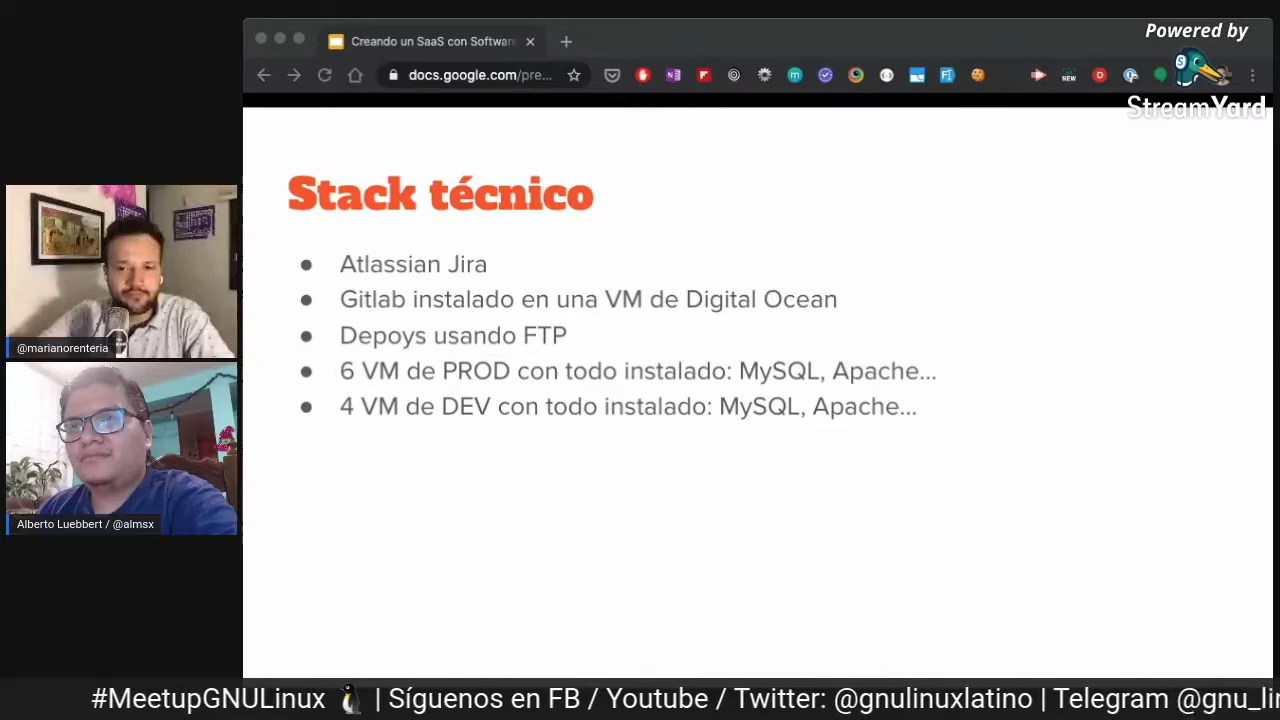 Creando un SaaS con Software
Powered by
docs.google.com/pre...
NEW
StreamYard
Stack técnico
Atlassian Jira
Gitlab instalado en una VM de Digital Ocean
Depoys usando FTP
6 VM de PROD con todo instalado: MySQL, Apache...
4 VM de DEV con todo instalado: MySQL, Apache...
@marianorenteria
Alberto Luebbert / @almsx
#MeetupGNULinux | Síguenos en FB / Youtube / Twitter: @gnulinuxlatino | Telegram @gnu_li